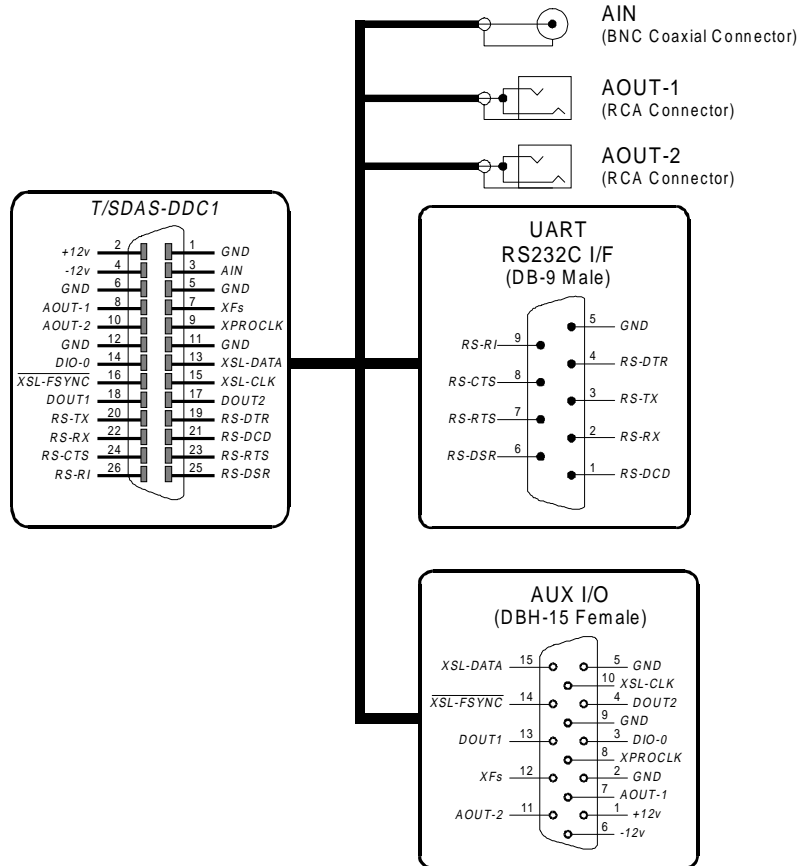 AIN
(BNC Coaxial Connector)
AOUT-1
(RCA Connector)
AOUT-2
(RCA Connector)
T/SDAS-DDC1
+12v 2 1 GND
-12v 4 3 AIN
GND 6 5 GND
AOUT-1 8 7 XFs
AOUT-2 10 9 XPROCLK
GND 12 11 GND
DIO-0 14 13 XSL-DATA
XSL-FSYNC 16 15 XSL-CLK
DOUT1 18 17 DOUT2
RS-TX 20 19 RS-DTR
RS-RX 22 21 RS-DCD
RS-CTS 24 23 RS-RTS
RS-RI 26 25 RS-DSR
UART
RS232C I/F
(DB-9 Male)
5 GND
RS-RI 9
4 RS-DTR
RS-CTS 8
3 RS-TX
RS-RTS 7
2 RS-RX
RS-DSR 6
1 RS-DCD
AUX I/O
(DBH-15 Female)
XSL-DATA 15 5 GND
10 XSL-CLK
XSL-FSYNC 14 4 DOUT2
9 GND
DOUT1 13 3 DIO-0
8 XPROCLK
XFs 12 2 GND
7 AOUT-1
AOUT-2 11 1 +12v
6 -12v